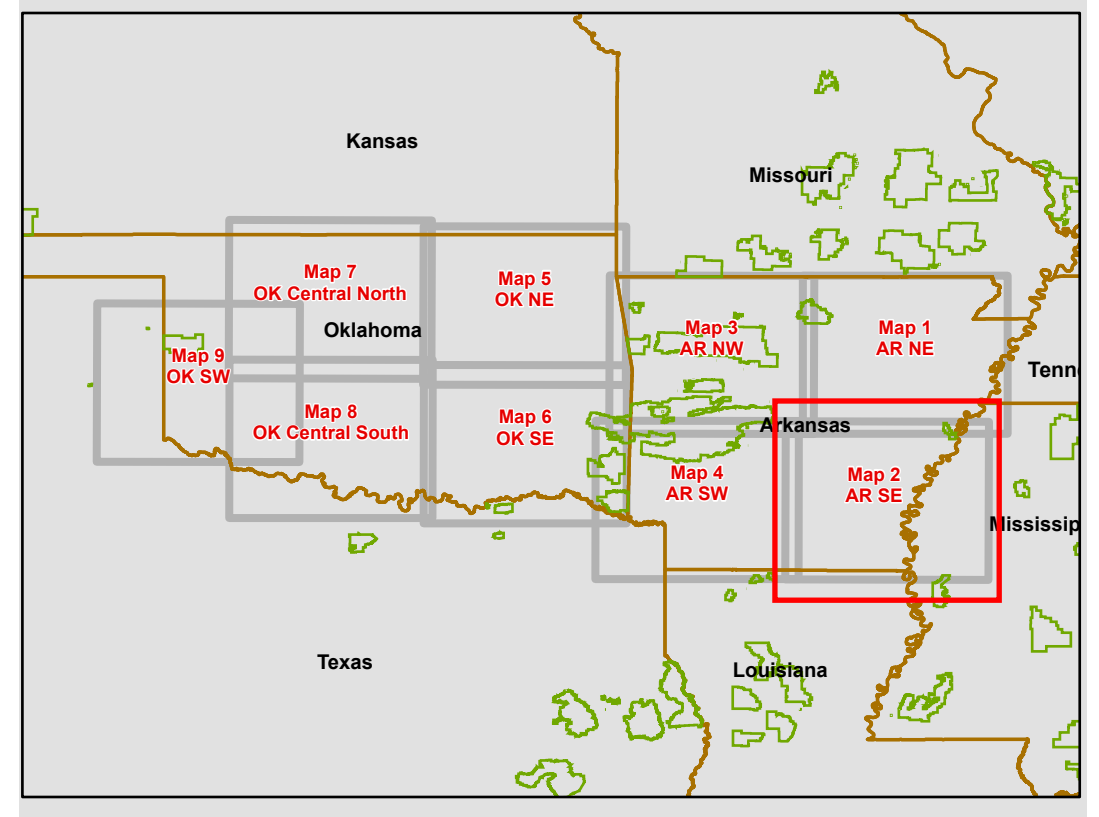 Kansas
Missouri
Map 7
OK Central North
Map 5
OK NE
Oklahoma
Map 3
AR NW
Map 1
AR NE
Map 9
OK SW
Tenn
Map 8
OK Central South
Map 6
OK SE
Arkansas
Map 4
AR SW
Map 2
AR SE
Mississip
Texas
Louisiana